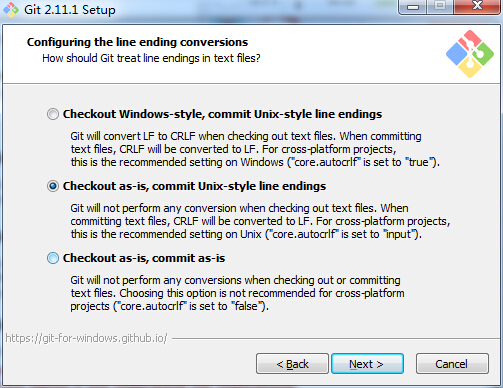 Git 2.11.1 Setup
Configuring the line ending conversions
How should Git treat line endings in text files?
Checkout Windows-style, commit Unix-style line endings
Git will convert LF to CRLF when checking out text files. When committing
text files, CRLF will be converted to LF. For cross-platform projects,
this is the recommended setting on Windows ("core.autocrlf" is set to "true").
Checkout as-is, commit Unix-style line endings
Git will not perform any conversion when checking out text files. When
committing text files, CRLF will be converted to LF. For cross-platform projects,
this is the recommended setting on Unix ("core.autocrlf" is set to "input").
Checkout as-is, commit as-is
Git will not perform any conversions when checking out or committing
text files. Choosing this option is not recommended for cross-platform
projects ("core.autocrlf" is set to "false").
https://git-for-windows.github.io/
< Back
Next >
Cancel